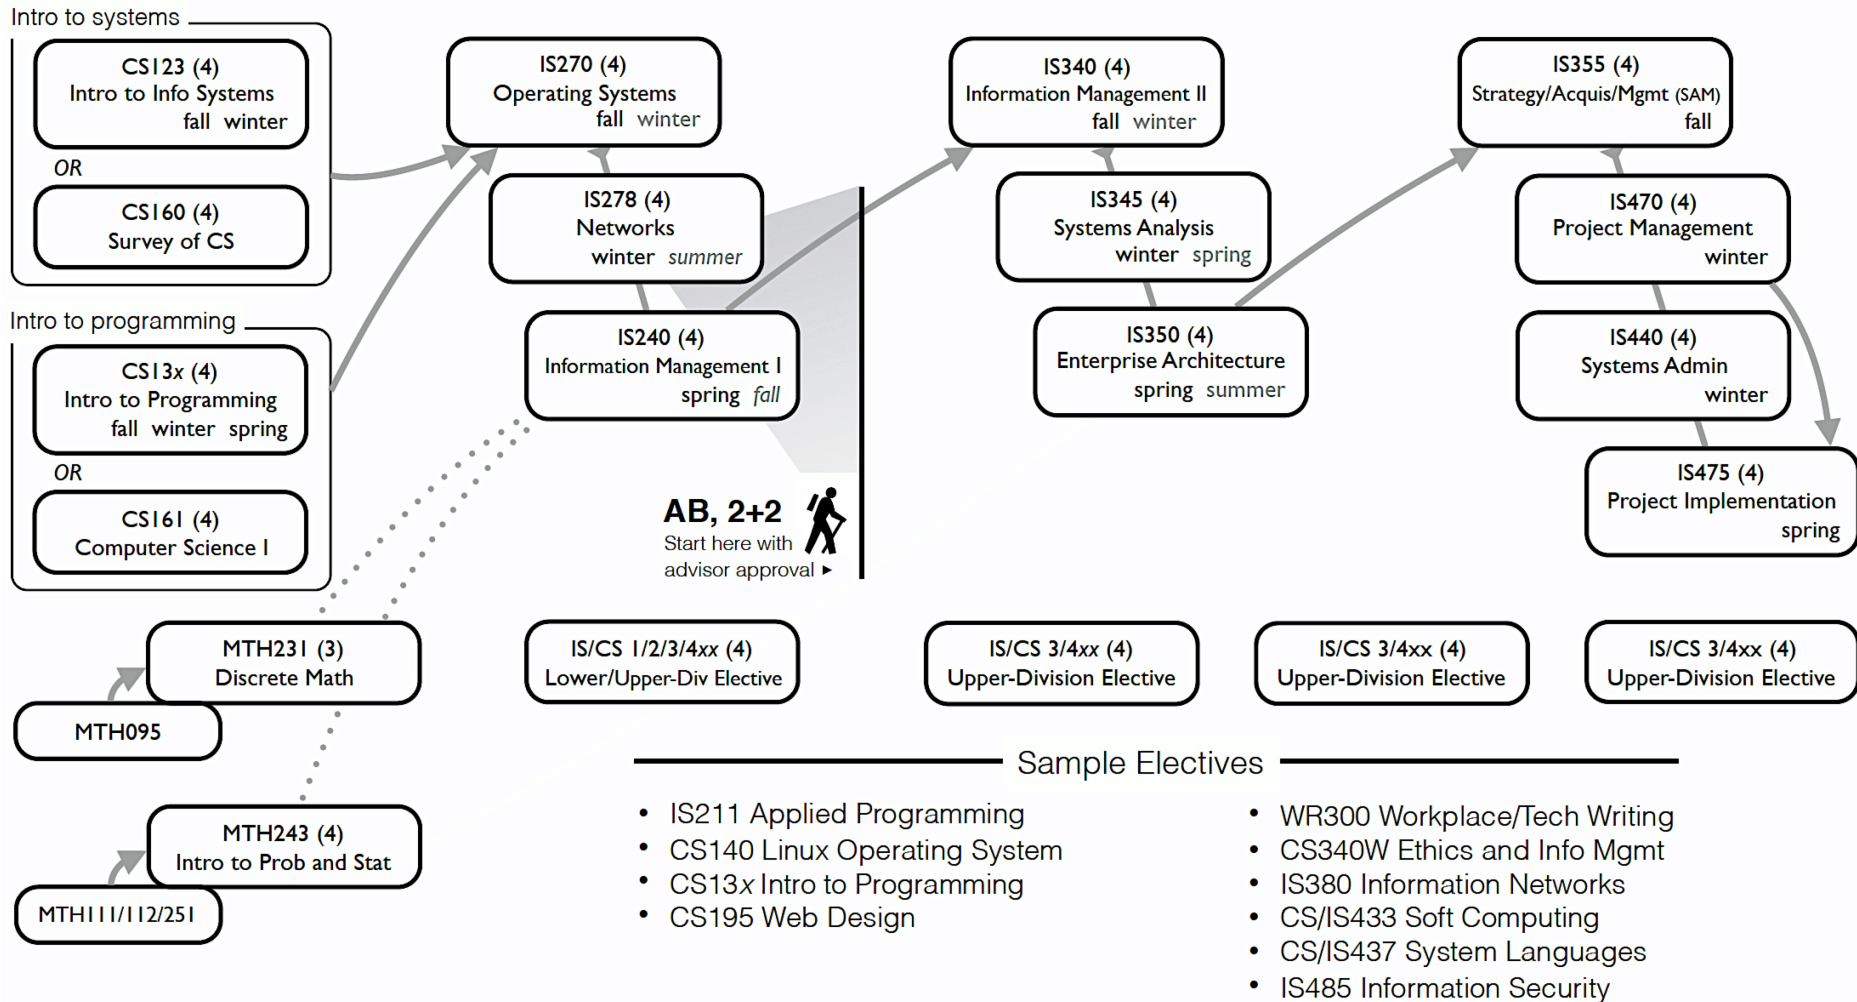 Intro to systems
CS123 (4)
Intro to Info Systems
fall winter
OR
CS160 (4)
Survey of CS
Intro to programming
CS13x (4)
Intro to Programming
fall winter spring
OR
CS161 (4)
Computer Science I
MTH231 (3)
Discrete Math
MTH095
MTH243 (4)
Intro to Prob and Stat
MTH111/112/251
IS270 (4)
Operating Systems
fall winter
IS278 (4)
Networks
winter summer
IS240 (4)
Information Management I
spring fall
AB, 2+2
Start here with
advisor approval ▸
IS340 (4)
Information Management II
fall winter
IS345 (4)
Systems Analysis
winter spring
IS350 (4)
Enterprise Architecture
spring summer
IS355 (4)
Strategy/Acquis/Mgmt (SAM)
fall
IS470 (4)
Project Management
winter
IS440 (4)
Systems Admin
winter
IS475 (4)
Project Implementation
spring
IS/CS 1/2/3/4xx (4)
Lower/Upper-Div Elective
IS/CS 3/4xx (4)
Upper-Division Elective
IS/CS 3/4xx (4)
Upper-Division Elective
IS/CS 3/4xx (4)
Upper-Division Elective
Sample Electives
• IS211 Applied Programming
• CS140 Linux Operating System
• CS13x Intro to Programming
• CS195 Web Design
• WR300 Workplace/Tech Writing
• CS340W Ethics and Info Mgmt
• IS380 Information Networks
• CS/IS433 Soft Computing
• CS/IS437 System Languages
• IS485 Information Security